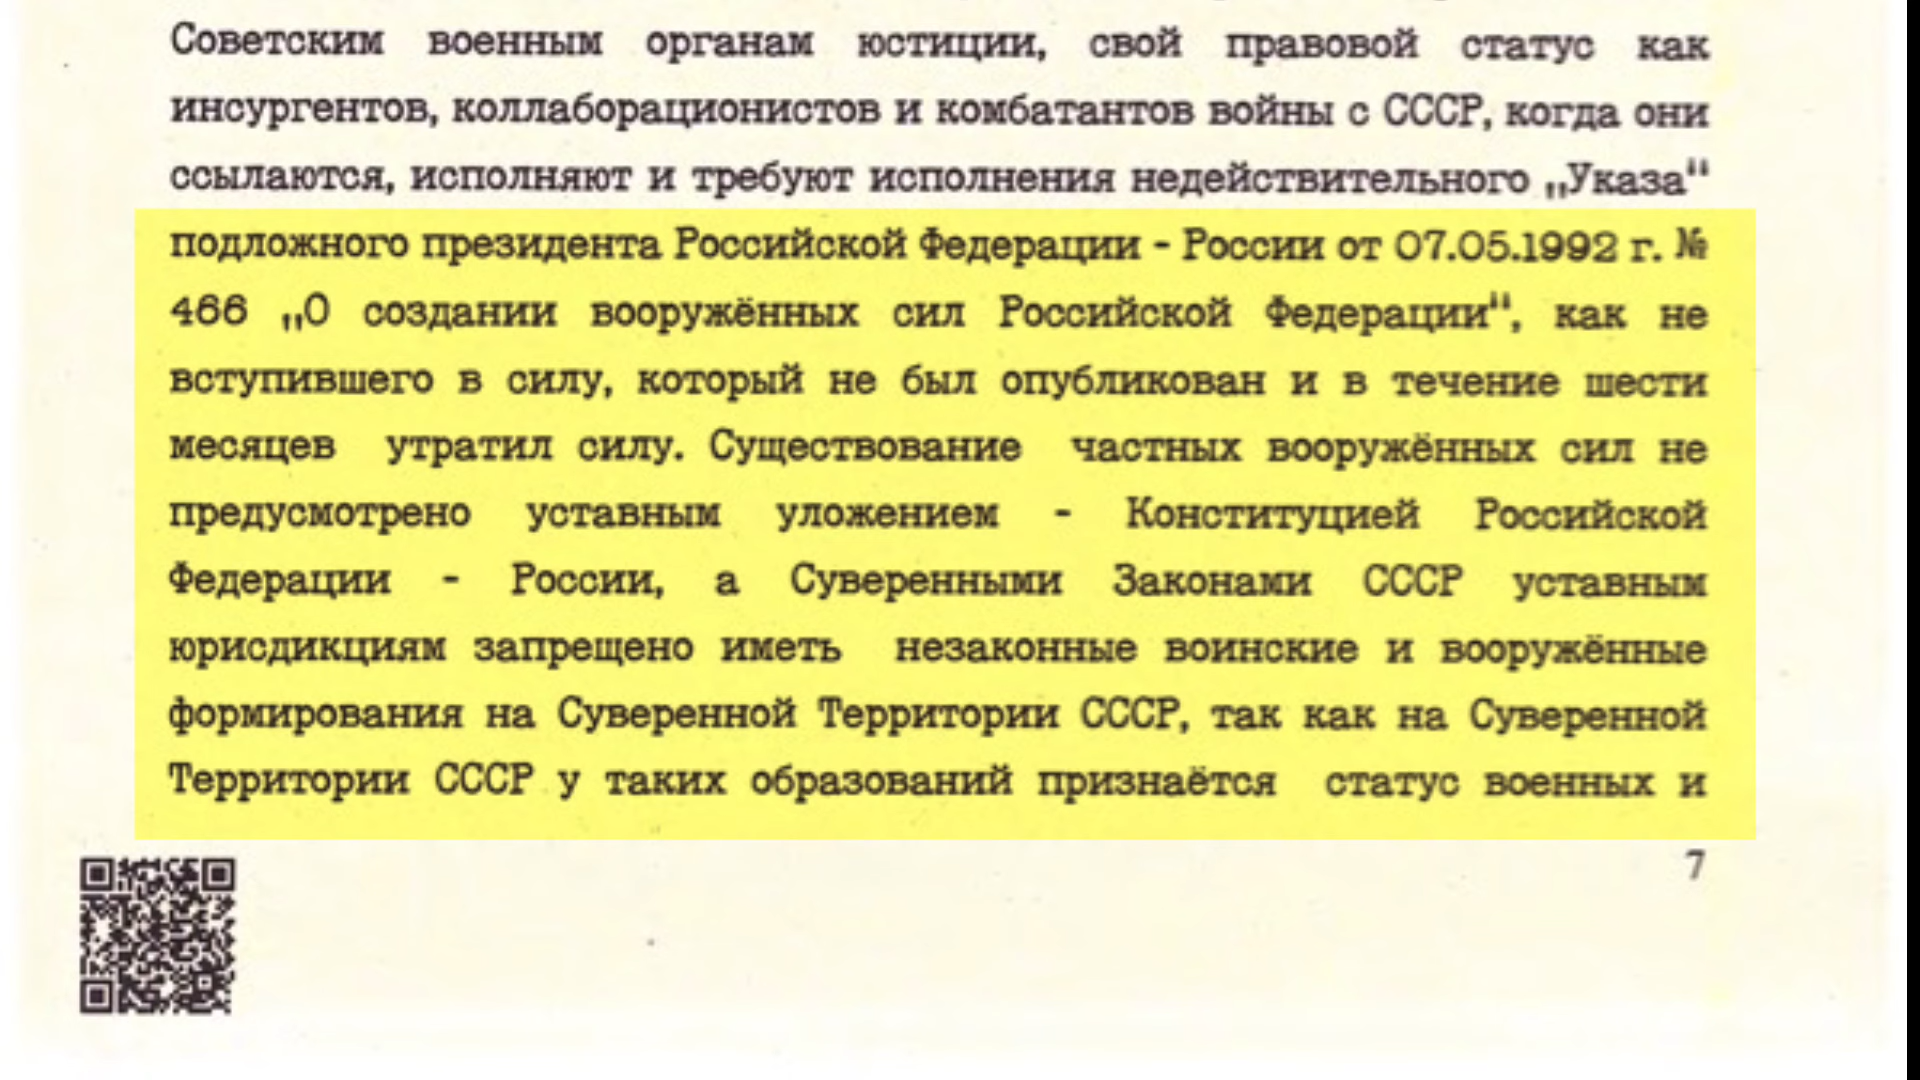 Советским военным органам юстиции, свой правовой статус как
инсургентов, коллаборационистов и комбатантов войны с СССР, когда они
ссылаются, исполняют и требуют исполнения недействительного „Указа“
подложного президента Российской Федерации - России от 07.05.1992 г. №
466 „О создании вооружённых сил Российской Федерации“, как не
вступившего в силу, который не был опубликован и в течение шести
месяцев утратил силу. Существование частных вооружённых сил не
предусмотрено уставным уложением - Конституцией Российской
Федерации - России, а Суверенными Законами СССР уставным
юрисдикциям запрещено иметь незаконные воинские и вооружённые
формирования на Суверенной Территории СССР, так как на Суверенной
Территории СССР у таких образований признаётся статус военных и
7